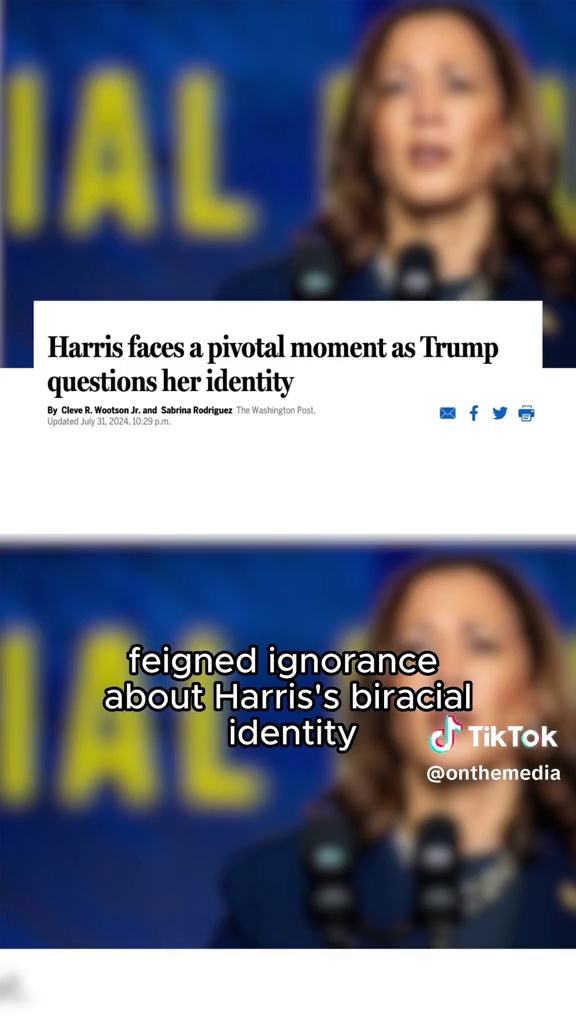 IAL
Harris faces a pivotal moment as Trump
questions her identity
By Cleve R. Wootson Jr. and Sabrina Rodriguez The Washington Post,
Updated July 31, 2024, 10:29 p.m.
IAL
feigned ignorance
about Harris's biracial
identity
TikTok
@onthemedia